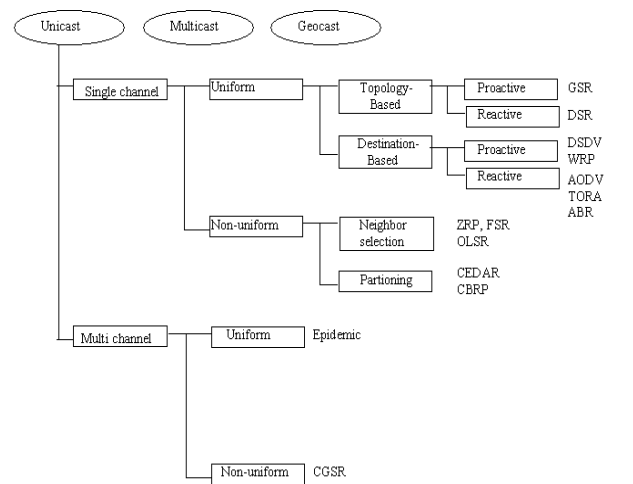 Unicast
Multicast
Geocast
Single channel
Uniform
Topology-
Based
Proactive
GSR
Reactive
DSR
Destination-
Based
Proactive
DSDV
WRP
Reactive
AODV
TORA
ABR
Non-uniform
Neighbor
selection
ZRP, FSR
OLSR
Partioning
CEDAR
CBRP
Multi channel
Uniform
Epidemic
Non-uniform
CGSR